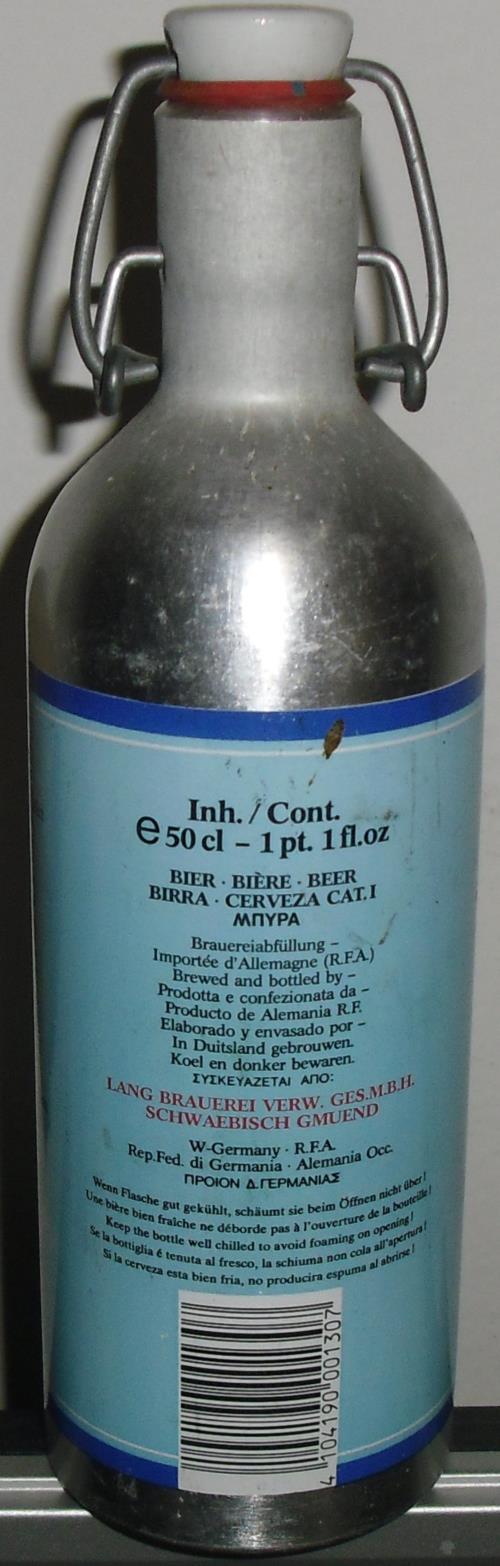 Inh. / Cont.
e 50 cl – 1 pt. 1 fl.oz
BIER · BIÈRE · BEER
BIRRA · CERVEZA CAT.I
ΜΠΥΡΑ
Brauereiabfüllung –
Importée d'Allemagne (R.F.A.)
Brewed and bottled by –
Prodotta e confezionata da –
Producto de Alemania R.F.
Elaborado y envasado por –
In Duitsland gebrouwen.
Koel en donker bewaren.
ΣΥΣΚΕΥΑΖΕΤΑΙ ΑΠΟ:
LANG BRAUEREI VERW. GES.M.B.H.
SCHWAEBISCH GMUEND
W-Germany · R.F.A.
Rep.Fed. di Germania · Alemania Occ.
ΠΡΟΙΟΝ Δ.ΓΕΡΜΑΝΙΑΣ
Wenn Flasche gut gekühlt, schäumt sie beim Öffnen nicht über!
Une bière bien fraîche ne déborde pas à l'ouverture de la bouteille!
Keep the bottle well chilled to avoid foaming on opening!
Se la bottiglia é tenuta al fresco, la schiuma non cola all'apertura!
Si la cerveza esta bien fria, no producira espuma al abrirse!
4 104190 001307